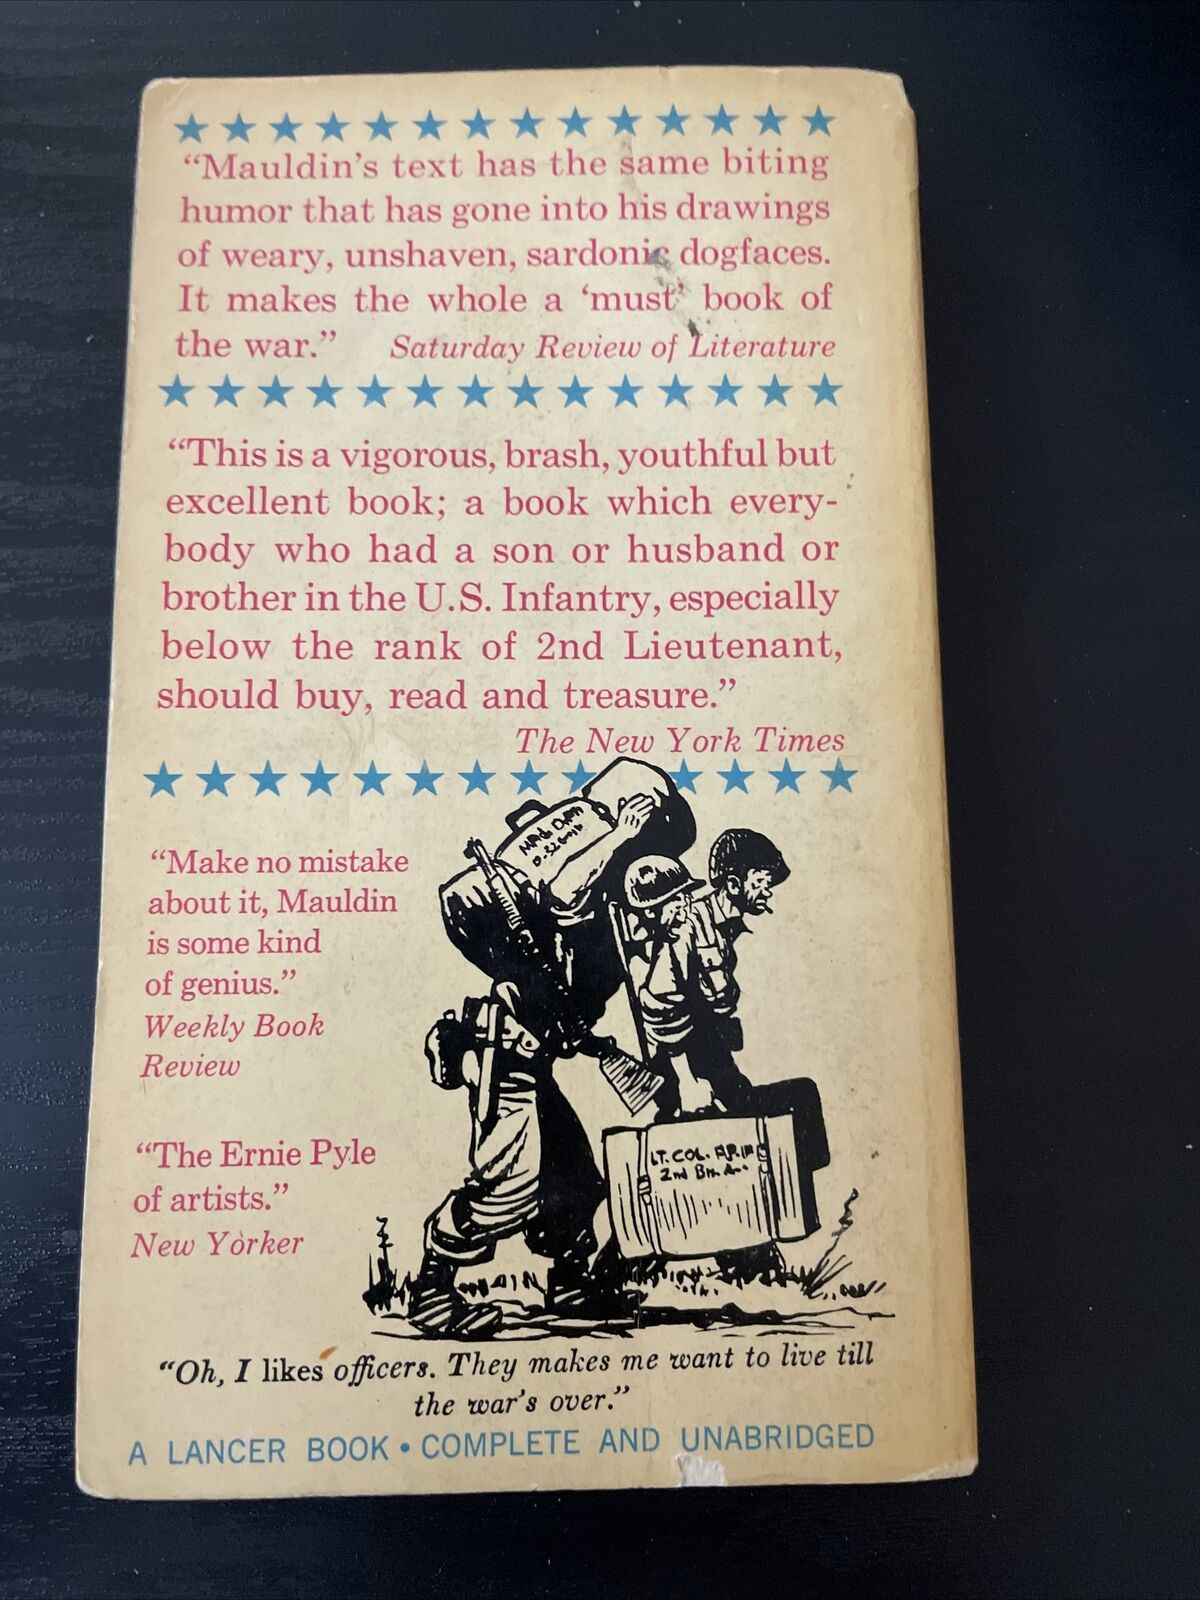 “Mauldin’s text has the same biting
humor that has gone into his drawings
of weary, unshaven, sardonic dogfaces.
It makes the whole a ‘must’ book of
the war.” Saturday Review of Literature
“This is a vigorous, brash, youthful but
excellent book; a book which every-
body who had a son or husband or
brother in the U.S. Infantry, especially
below the rank of 2nd Lieutenant,
should buy, read and treasure.”
The New York Times
“Make no mistake
about it, Mauldin
is some kind
of genius.”
Weekly Book
Review
“The Ernie Pyle
of artists.”
New Yorker
LT. COL.
2nd Bn.
“Oh, I likes officers. They makes me want to live till
the war’s over.”
A LANCER BOOK • COMPLETE AND UNABRIDGED